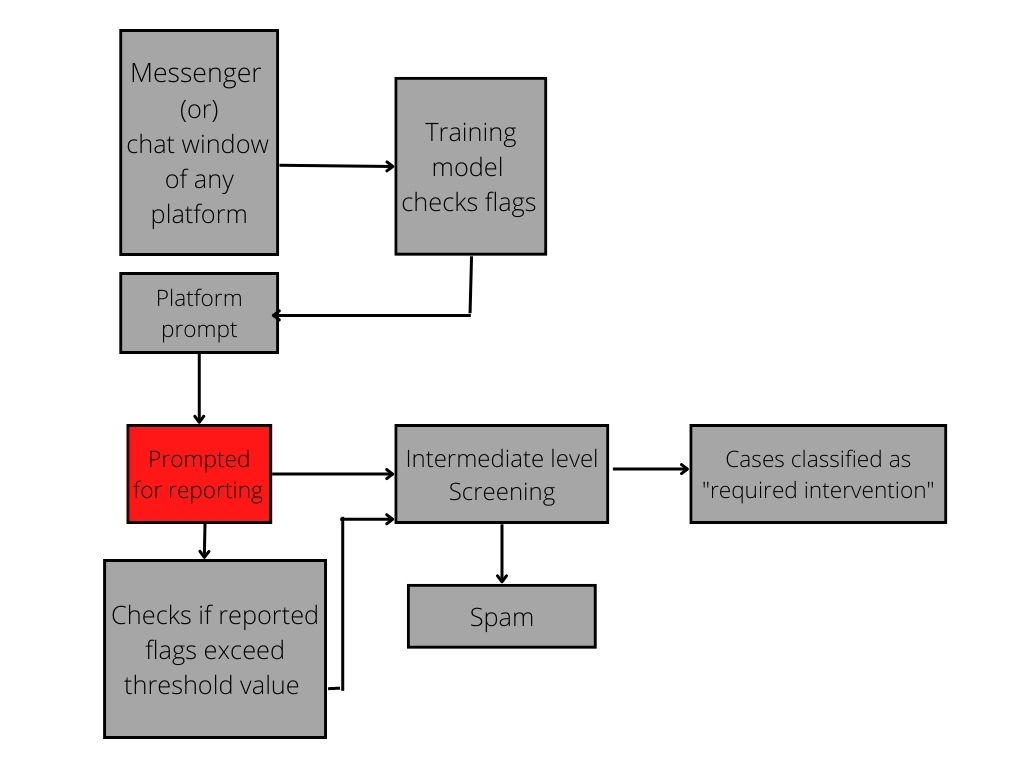 Messenger
(or)
chat window
of any
platform
Training
model
checks flags
Platform
prompt
Prompted
for reporting
Intermediate level
Screening
Cases classified as
"required intervention"
Checks if reported
flags exceed
threshold value
Spam